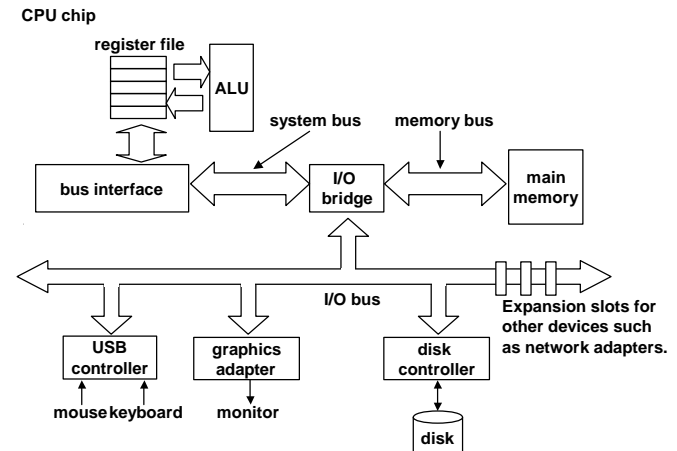 CPU chip
register file
ALU
system bus
memory bus
bus interface
I/O
bridge
main
memory
I/O bus
Expansion slots for
other devices such
as network adapters.
USB
controller
graphics
adapter
disk
controller
mouse keyboard
monitor
disk